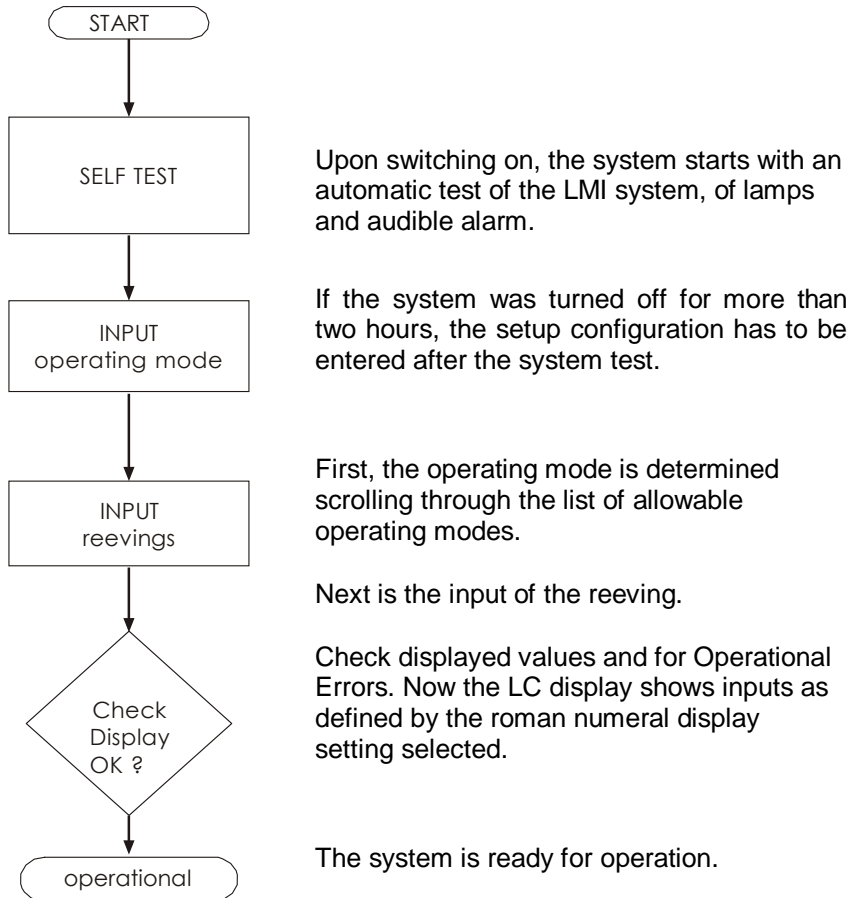 START
SELF TEST
Upon switching on, the system starts with an
automatic test of the LMI system, of lamps
and audible alarm.
INPUT
operating mode
If the system was turned off for more than
two hours, the setup configuration has to be
entered after the system test.
INPUT
reevings
First, the operating mode is determined
scrolling through the list of allowable
operating modes.
Next is the input of the reeving.
Check
Display
OK ?
Check displayed values and for Operational
Errors. Now the LC display shows inputs as
defined by the roman numeral display
setting selected.
operational
The system is ready for operation.